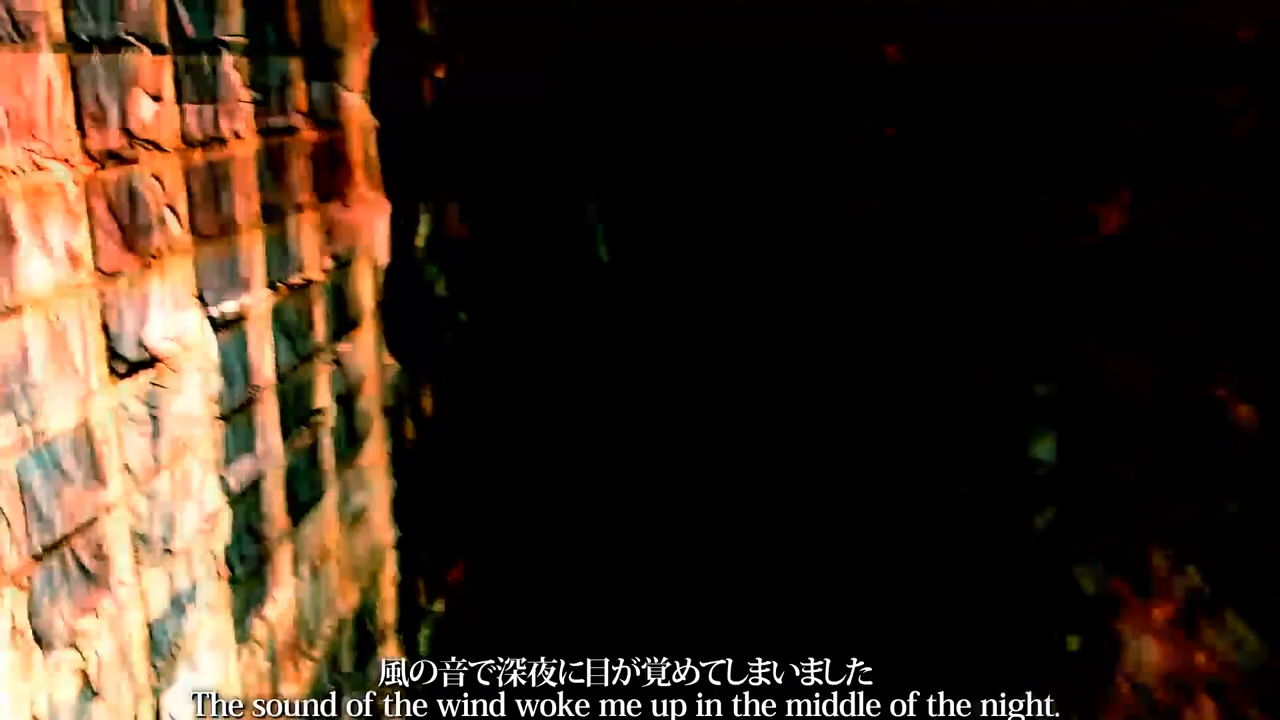 風の音で深夜に目が覚めてしまいました
The sound of the wind woke me up in the middle of the night.